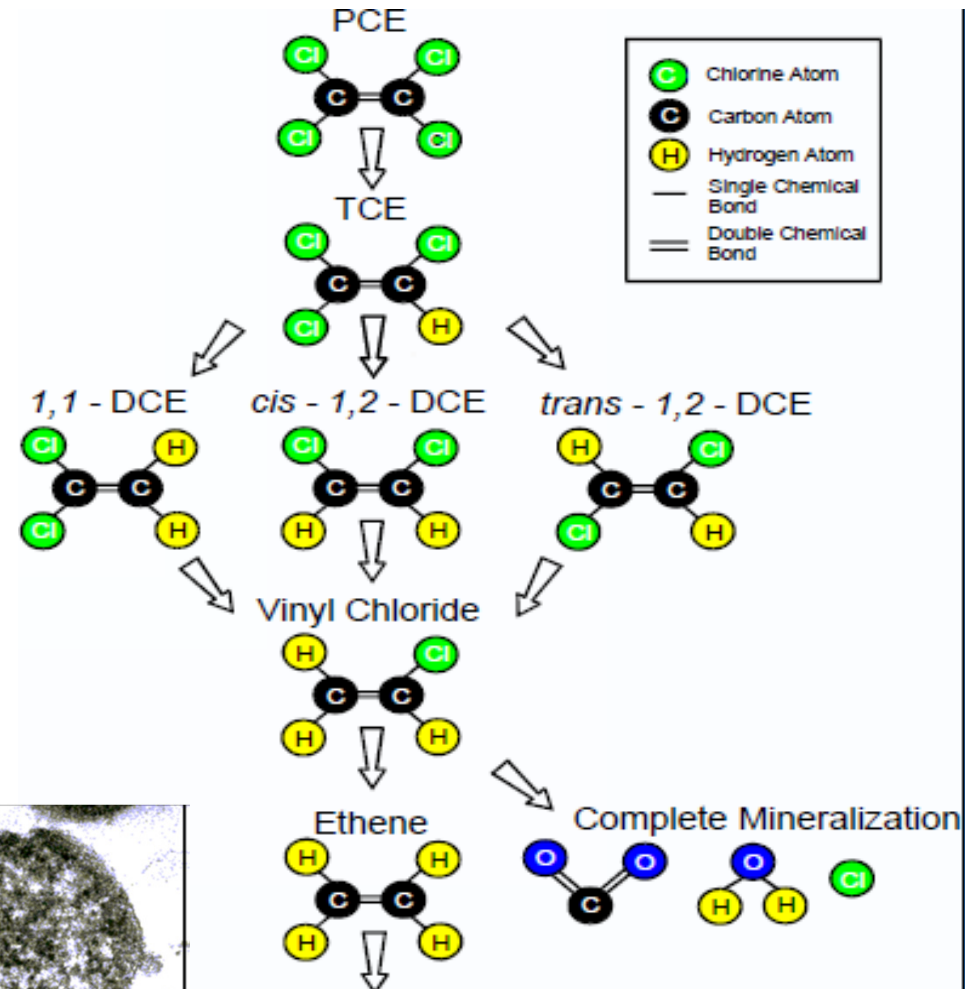 PCE
Cl Cl
C C
Cl Cl
TCE
Cl Cl
C C
Cl H
C Chlorine Atom
C Carbon Atom
H Hydrogen Atom
Single Chemical
Bond
Double Chemical
Bond
1,1 - DCE cis - 1,2 - DCE trans - 1,2 - DCE
Cl H Cl Cl H Cl
C C C C C C
Cl H H H Cl H
Vinyl Chloride
H Cl
C C
H H
Ethene
H H
C C
H H
Complete Mineralization
O O O Cl
C H H